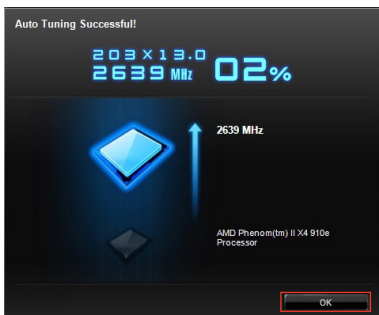 Auto Tuning Successful!
203X13.0
2639 MHz
02%
2639 MHz
AMD Phenom(tm) II X4 910e
Processor
OK